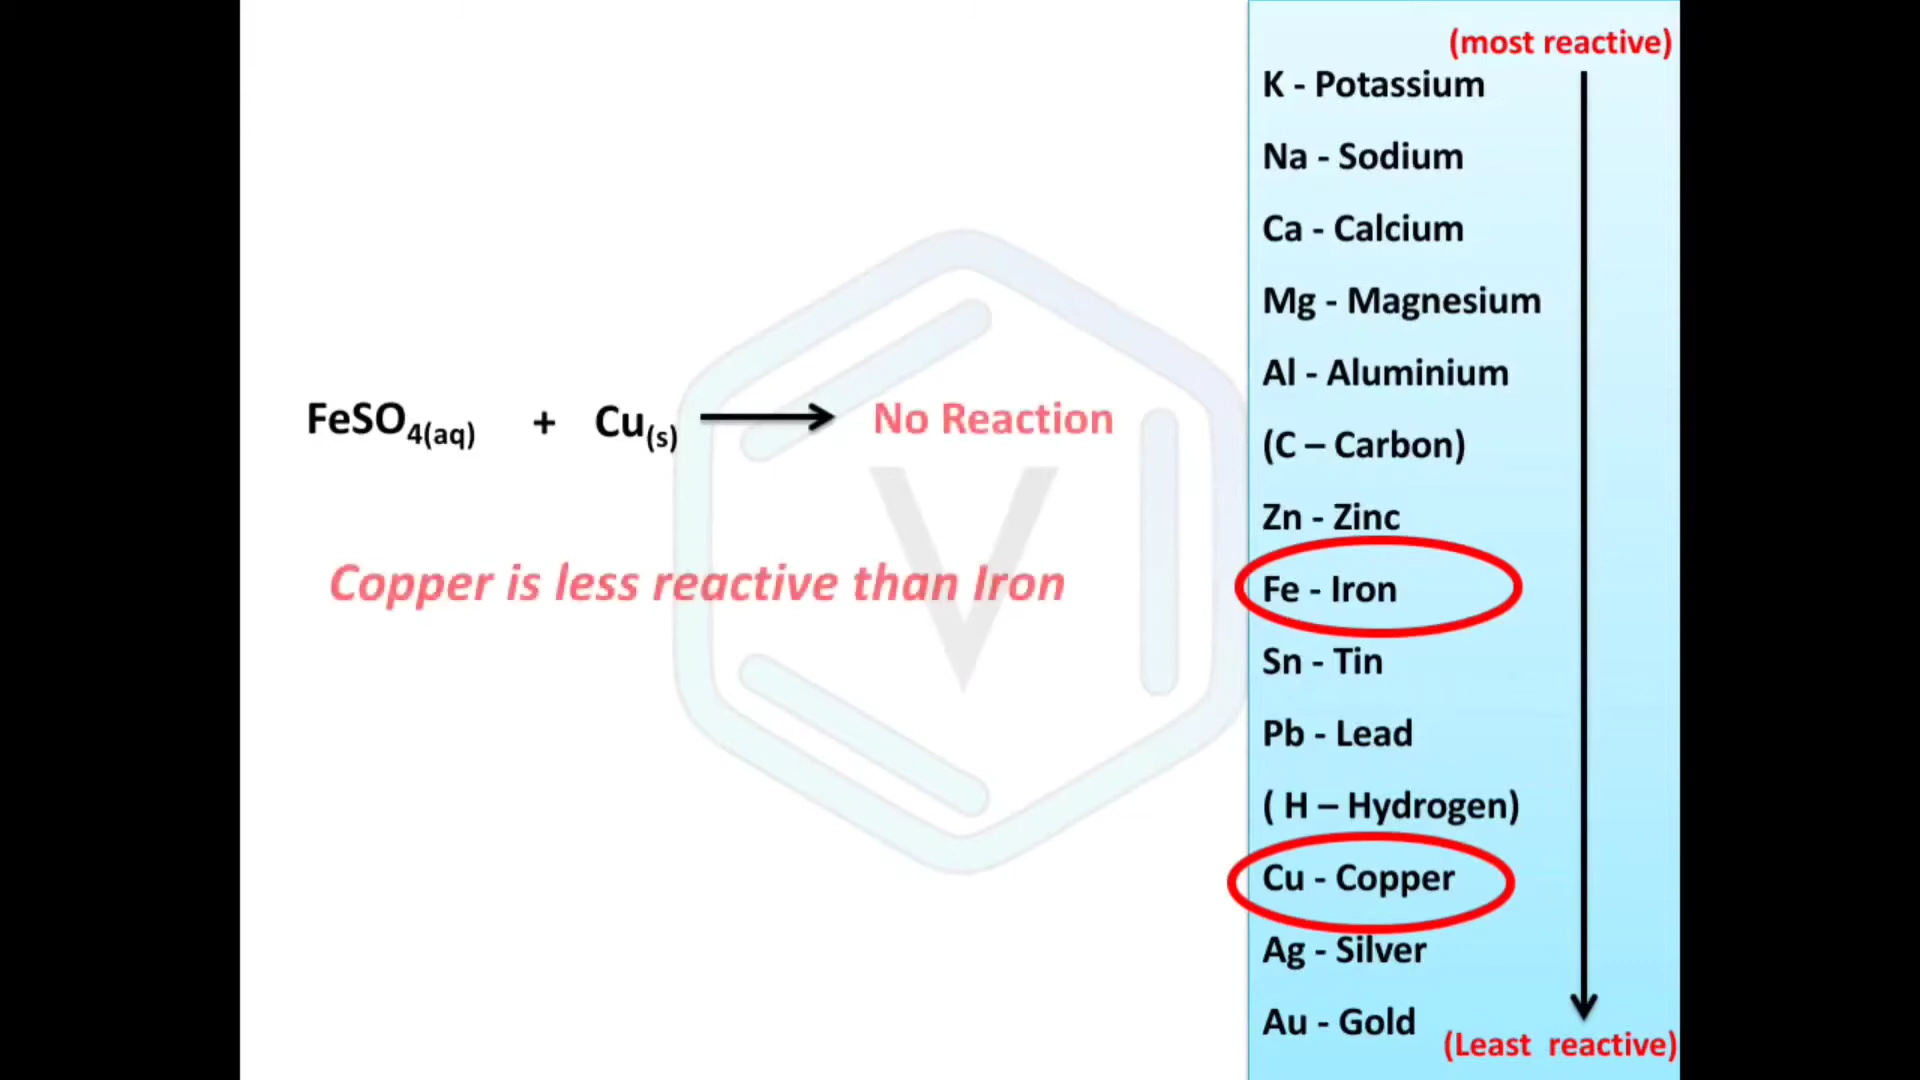 (most reactive)
K - Potassium
Na - Sodium
Ca - Calcium
Mg - Magnesium
Al - Aluminium
(C – Carbon)
Zn - Zinc
Fe - Iron
Sn - Tin
Pb - Lead
( H – Hydrogen)
Cu - Copper
Ag - Silver
Au - Gold
(Least reactive)
FeSO4(aq) + Cu(s) ⟶ No Reaction
Copper is less reactive than Iron
V